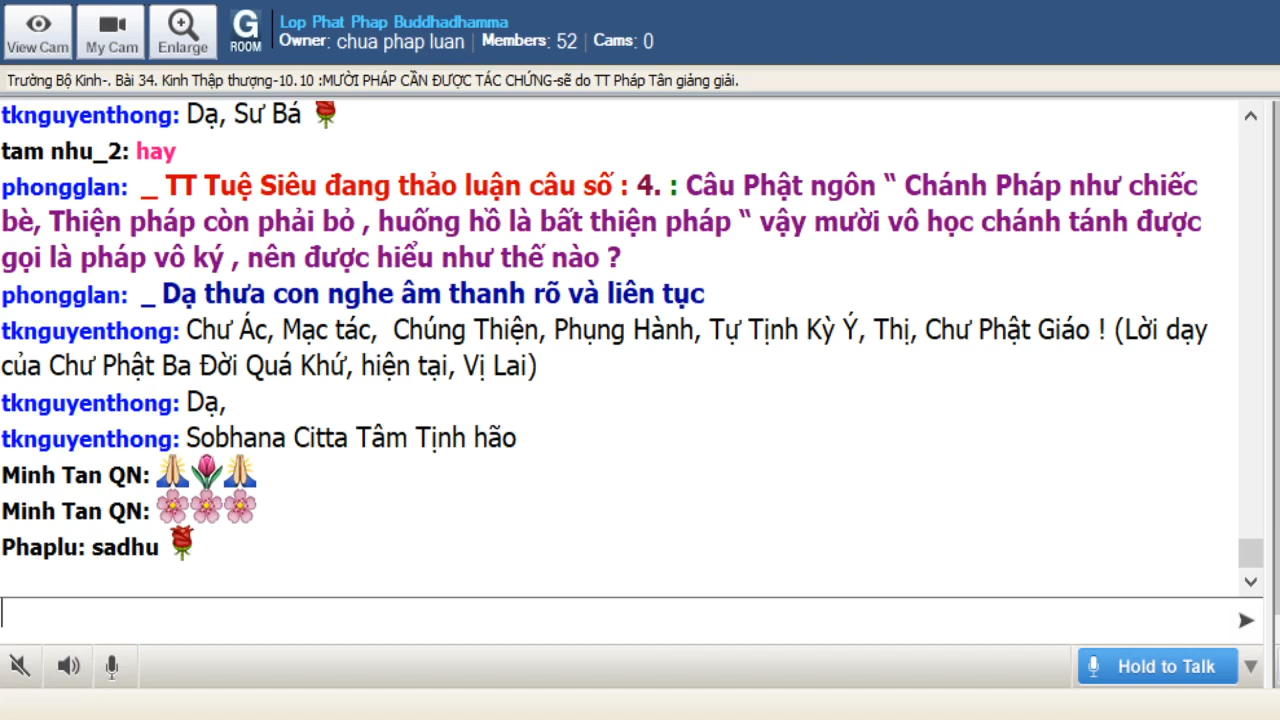 View Cam
My Cam
Enlarge
G
ROOM
Lop Phat Phap Buddhadhamma
Owner: chua phap luan | Members: 52 | Cams: 0
Trường Bộ Kinh-. Bài 34. Kinh Thập thượng-10.10 :MƯỜI PHÁP CẦN ĐƯỢC TÁC CHỨNG-sẽ do TT Pháp Tân giảng giải.
tknguyenthong: Dạ, Sư Bá
tam nhu_2: hay
phongglan: _ TT Tuệ Siêu đang thảo luận câu số : 4. : Câu Phật ngôn “ Chánh Pháp như chiếc
bè, Thiện pháp còn phải bỏ , huống hồ là bất thiện pháp “ vậy mười vô học chánh tánh được
gọi là pháp vô ký , nên được hiểu như thế nào ?
phongglan: _ Dạ thưa con nghe âm thanh rõ và liên tục
tknguyenthong: Chư Ác, Mạc tác, Chúng Thiện, Phụng Hành, Tự Tịnh Kỳ Ý, Thị, Chư Phật Giáo ! (Lời dạy
của Chư Phật Ba Đời Quá Khứ, hiện tại, Vị Lai)
tknguyenthong: Dạ,
tknguyenthong: Sobhana Citta Tâm Tịnh hão
Minh Tan QN:
Minh Tan QN:
Phaplu: sadhu
Hold to Talk